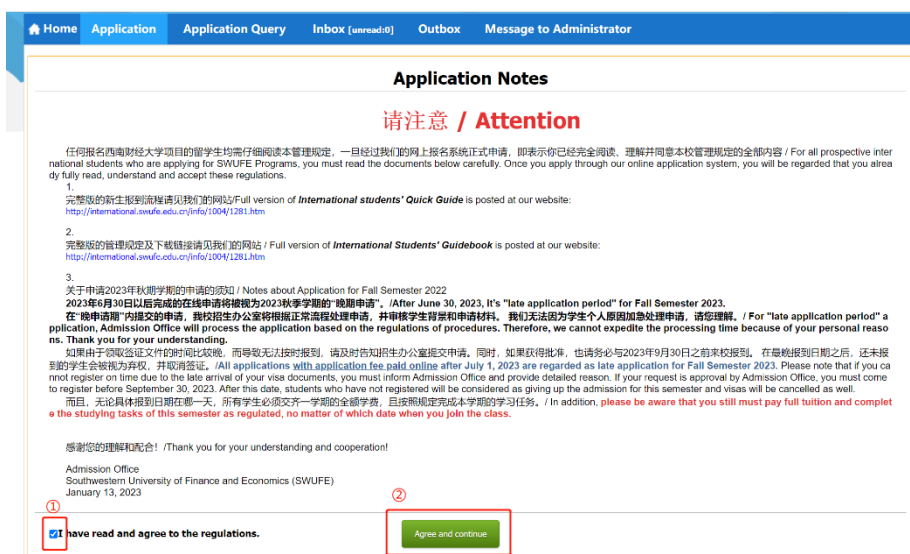 Home Application Application Query Inbox [unread:0] Outbox Message to Administrator
Application Notes
请注意 / Attention
任何报名西南财经大学项目的留学生均需仔细阅读本管理规定，一旦经过我们的网上报名系统正式申请，即表示你已经完全阅读、理解并同意本校管理规定的全部内容 / For all prospective inter
national students who are applying for SWUFE Programs, you must read the documents below carefully. Once you apply through our online application system, you will be regarded that you alrea
dy fully read, understand and accept these regulations.
1.
完整版的新生报到流程请见我们的网站/Full version of International students' Quick Guide is posted at our website:
http://international.swufe.edu.cn/info/1004/1281.htm
2.
完整版的管理规定及下载链接请见我们的网站 / Full version of International Students' Guidebook is posted at our website:
http://international.swufe.edu.cn/info/1004/1281.htm
3.
关于申请2023年秋期学期的申请的须知 / Notes about Application for Fall Semester 2022
2023年6月30日以后完成的在线申请将被视为2023秋季学期的“晚期申请”。/After June 30, 2023, It's "late application period" for Fall Semester 2023.
在“晚申请期”内提交的申请，我校招生办公室将根据正常流程处理申请，并审核学生背景和申请材料。 我们无法因为学生个人原因加急处理申请，请您理解。/ For "late application period" a
pplication, Admission Office will process the application based on the regulations of procedures. Therefore, we cannot expedite the processing time because of your personal reaso
ns. Thank you for your understanding.
如果由于领取签证文件的时间比较晚，而导致无法按时报到，请及时告知招生办公室提交申请。同时，如果获得批准，也请务必与2023年9月30日之前来校报到。 在最晚报到日期之后，还未报
到的学生会被视为弃权，并取消签证。/All applications with application fee paid online after July 1, 2023 are regarded as late application for Fall Semester 2023. Please note that if you ca
nnot register on time due to the late arrival of your visa documents, you must inform Admission Office and provide detailed reason. If your request is approval by Admission Office, you must come
to register before September 30, 2023. After this date, students who have not registered will be considered as giving up the admission for this semester and visas will be cancelled as well.
而且，无论具体报到日期在哪一天，所有学生必须交齐一学期的全额学费，且按照规定完成本学期的学习任务。/ In addition, please be aware that you still must pay full tuition and complet
e the studying tasks of this semester as regulated, no matter of which date when you join the class.
感谢您的理解和配合！/Thank you for your understanding and cooperation!
Admission Office
Southwestern University of Finance and Economics (SWUFE)
January 13, 2023
① ②
I have read and agree to the regulations. Agree and continue